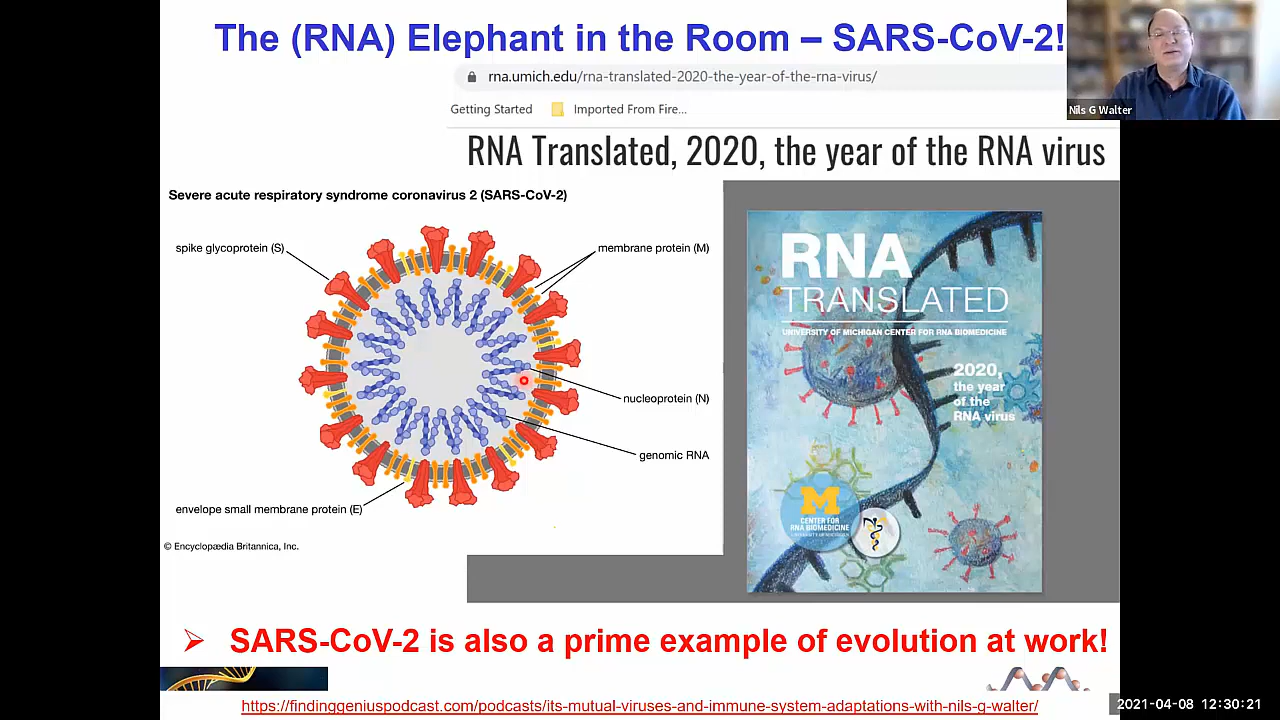 The (RNA) Elephant in the Room – SARS-CoV-2!
Nils G Walter
rna.umich.edu/rna-translated-2020-the-year-of-the-rna-virus/
Getting Started
Imported From Fire...
RNA Translated, 2020, the year of the RNA virus
Severe acute respiratory syndrome coronavirus 2 (SARS-CoV-2)
spike glycoprotein (S)
membrane protein (M)
nucleoprotein (N)
genomic RNA
envelope small membrane protein (E)
© Encyclopædia Britannica, Inc.
RNA
TRANSLATED
UNIVERSITY OF MICHIGAN CENTER FOR RNA BIOMEDICINE
2020,
the year
of the
RNA virus
M
CENTER FOR
RNA BIOMEDICINE
UNIVERSITY OF MICHIGAN
➢ SARS-CoV-2 is also a prime example of evolution at work!
https://findinggeniuspodcast.com/podcasts/its-mutual-viruses-and-immune-system-adaptations-with-nils-g-walter/
2021-04-08 12:30:21